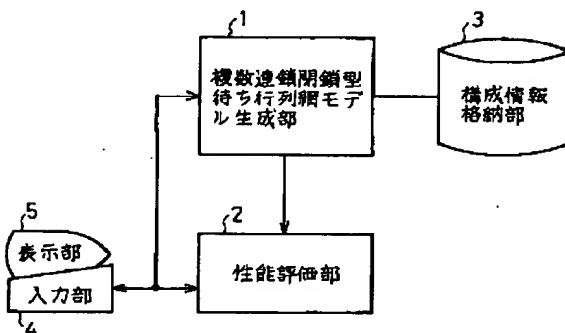 1
複数連鎖閉鎖型
待ち行列網モデ
ル生成部
3
構成情報
格納部
5
表示部
入力部
4
2
性能評価部